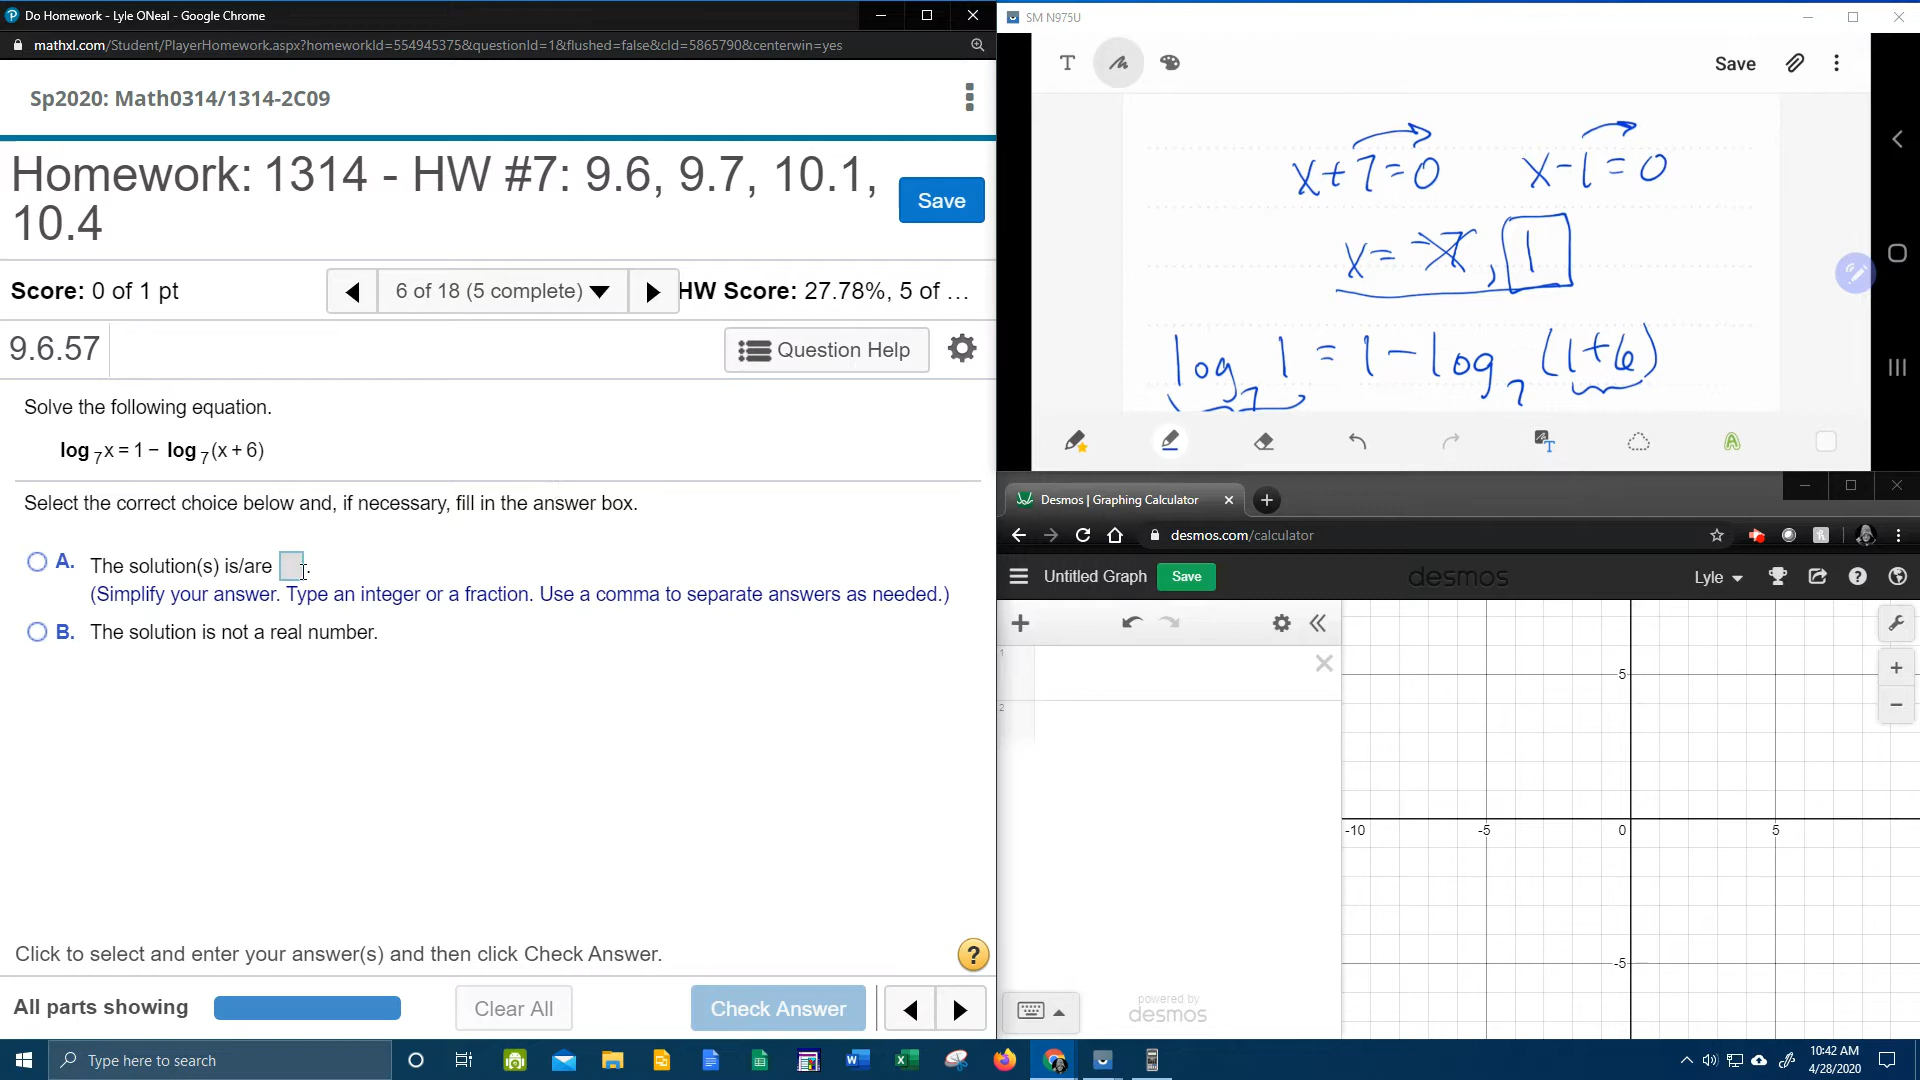 Do Homework - Lyle ONeal - Google Chrome
mathxl.com/Student/PlayerHomework.aspx?homeworkId=554945375&questionId=1&flushed=false&cId=5865790&centerwin=yes
Sp2020: Math0314/1314-2C09
Homework: 1314 - HW #7: 9.6, 9.7, 10.1,
10.4
Save
Score: 0 of 1 pt
6 of 18 (5 complete)
HW Score: 27.78%, 5 of ...
9.6.57
Question Help
Solve the following equation.
log 7 x = 1 − log 7 (x + 6)
Select the correct choice below and, if necessary, fill in the answer box.
A. The solution(s) is/are .
(Simplify your answer. Type an integer or a fraction. Use a comma to separate answers as needed.)
B. The solution is not a real number.
Click to select and enter your answer(s) and then click Check Answer.
?
All parts showing
Clear All
Check Answer
SM N975U
T
Save
x+7=0 x-1=0
x= -7, 1
log7 1 = 1 - log7 (1+6)
T
A
Desmos | Graphing Calculator
desmos.com/calculator
Untitled Graph
Save
desmos
Lyle
?
1
2
powered by
desmos
5
-10
-5
0
5
-5
Type here to search
10:42 AM
4/28/2020